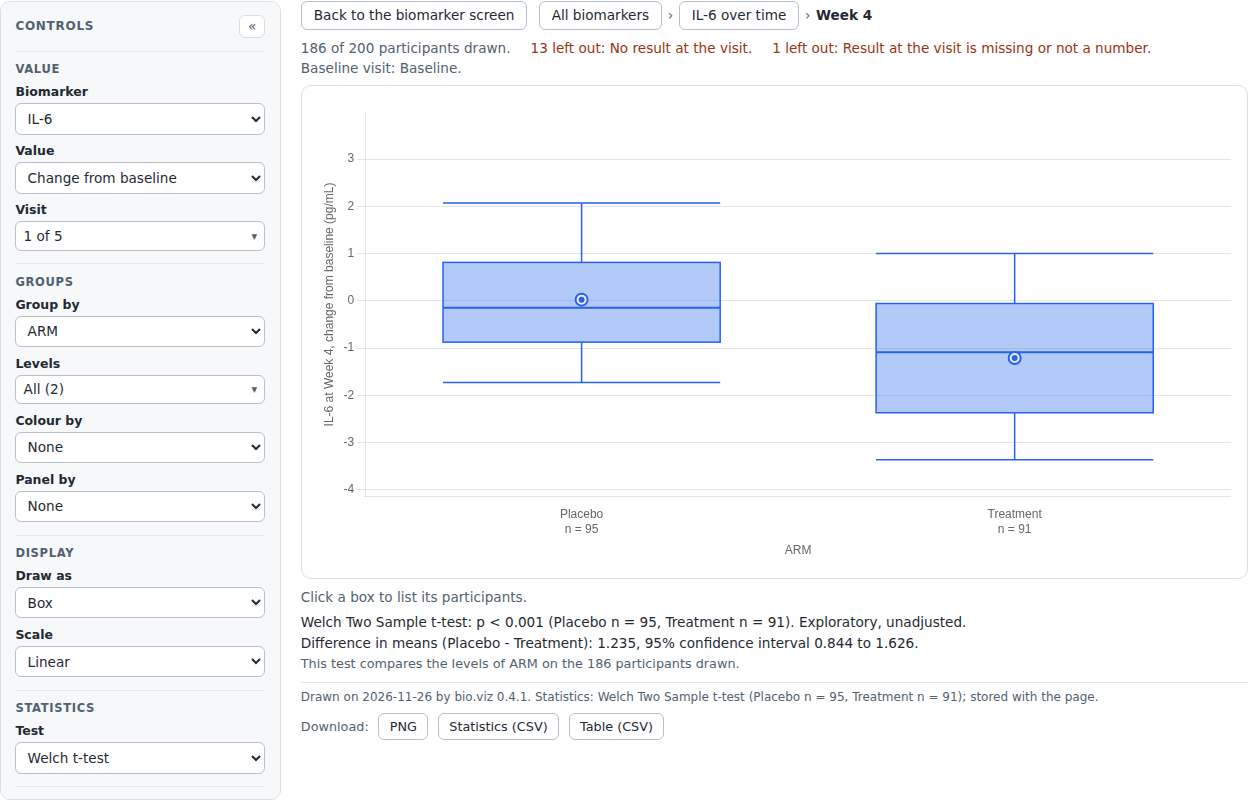 CONTROLS
«
VALUE
Biomarker
IL-6
Value
Change from baseline
Visit
1 of 5
GROUPS
Group by
ARM
Levels
All (2)
Colour by
None
Panel by
None
DISPLAY
Draw as
Box
Scale
Linear
STATISTICS
Test
Welch t-test
Back to the biomarker screen
All biomarkers › IL-6 over time › Week 4
186 of 200 participants drawn. 13 left out: No result at the visit. 1 left out: Result at the visit is missing or not a number.
Baseline visit: Baseline.
IL-6 at Week 4, change from baseline (pg/mL)
3
2
1
0
-1
-2
-3
-4
Placebo
n = 95
Treatment
n = 91
ARM
Click a box to list its participants.
Welch Two Sample t-test: p < 0.001 (Placebo n = 95, Treatment n = 91). Exploratory, unadjusted.
Difference in means (Placebo - Treatment): 1.235, 95% confidence interval 0.844 to 1.626.
This test compares the levels of ARM on the 186 participants drawn.
Drawn on 2026-11-26 by bio.viz 0.4.1. Statistics: Welch Two Sample t-test (Placebo n = 95, Treatment n = 91); stored with the page.
Download: PNG Statistics (CSV) Table (CSV)